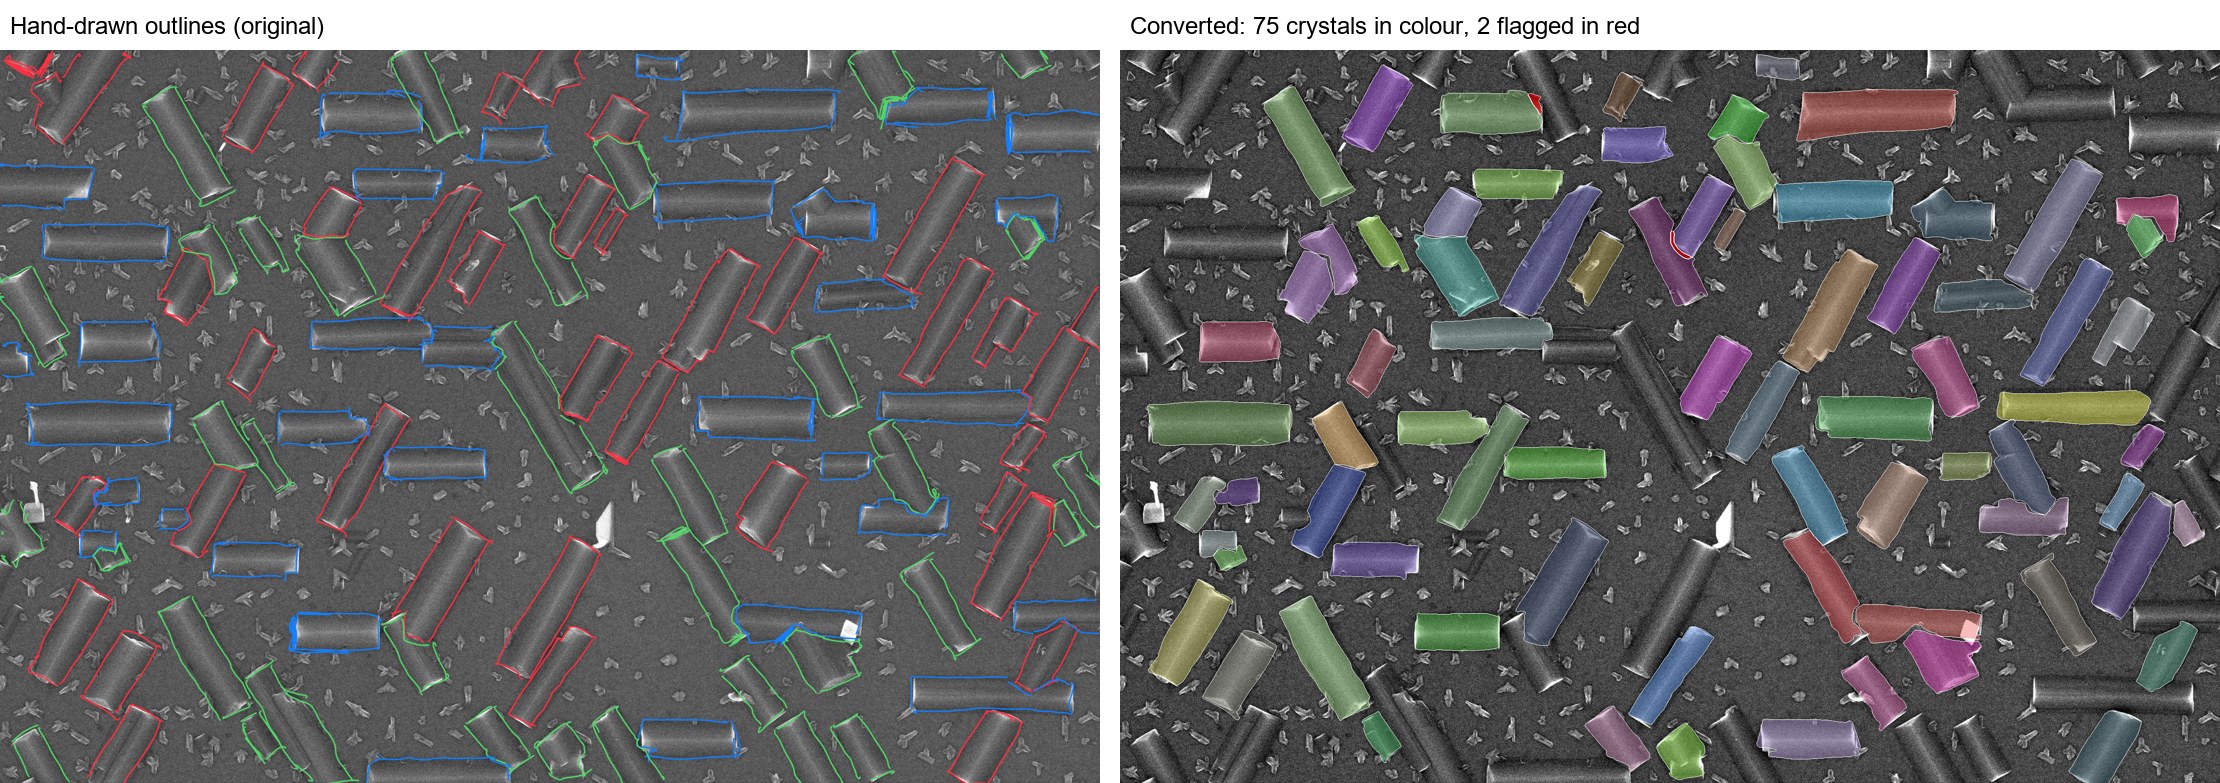 Hand-drawn outlines (original)
Converted: 75 crystals in colour, 2 flagged in red